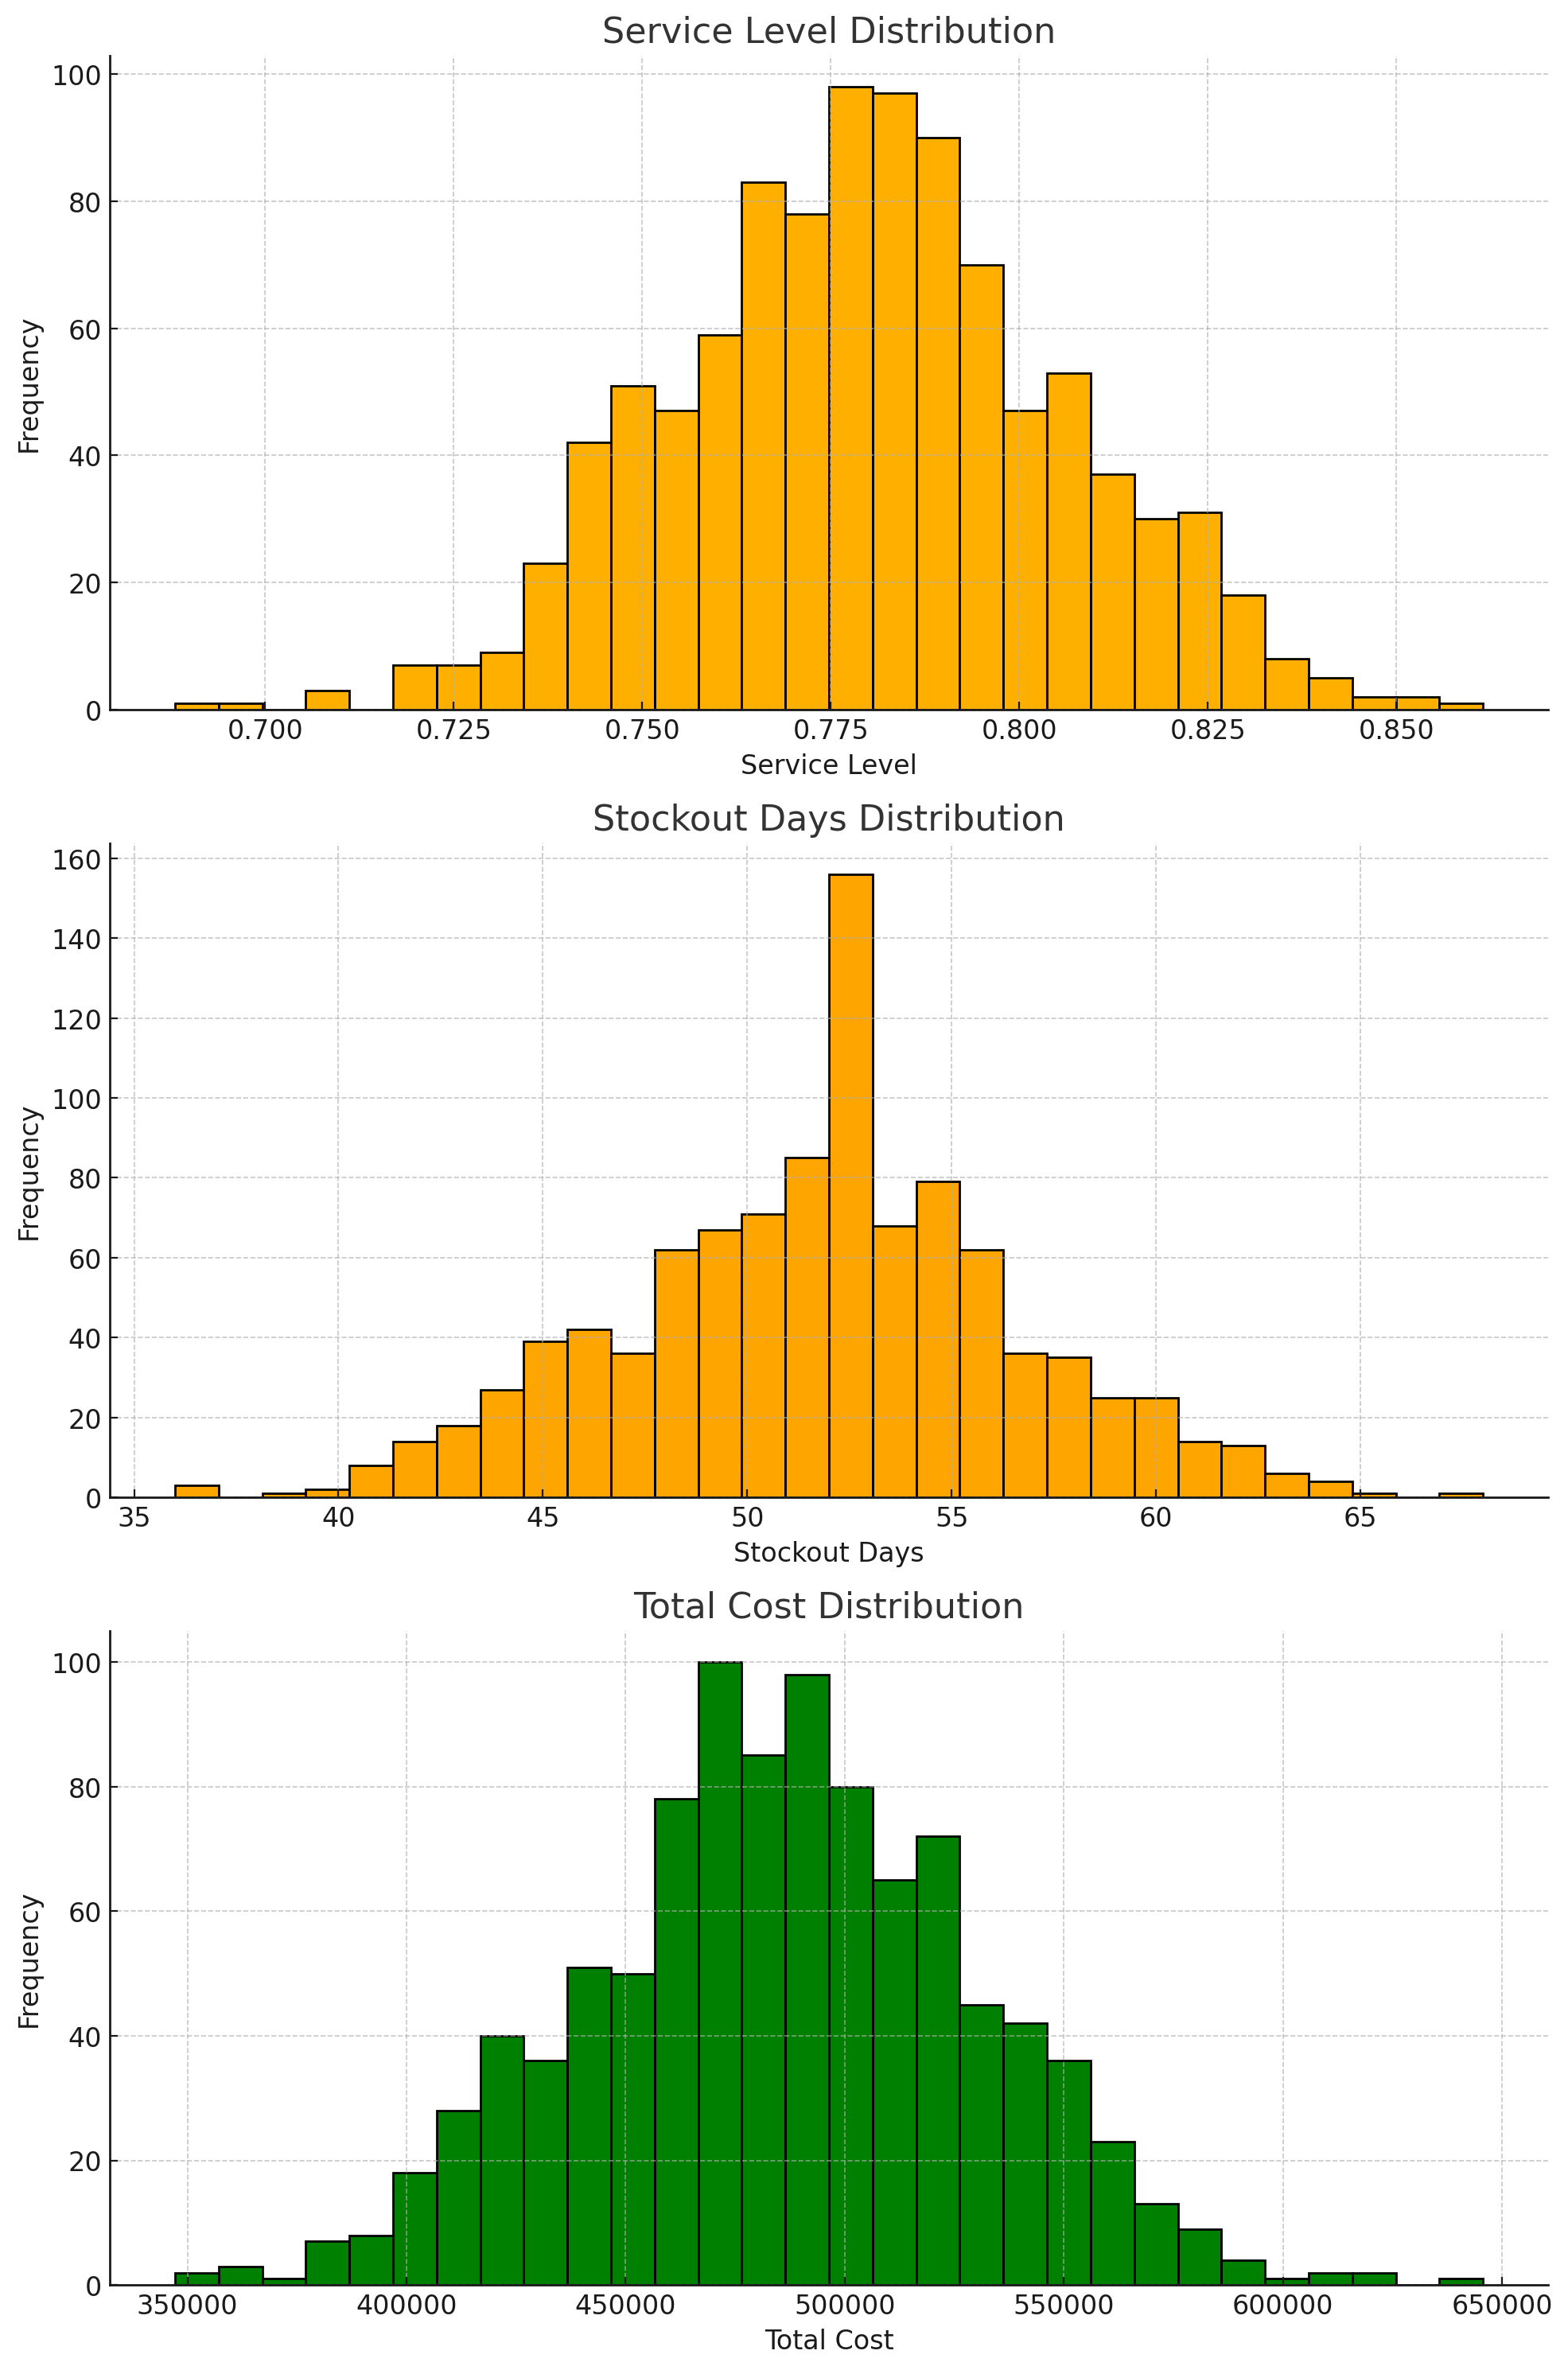 Service Level Distribution
100
80
60
40
20
0
Frequency
0.700 0.725 0.750 0.775 0.800 0.825 0.850
Service Level
Stockout Days Distribution
160
140
120
100
80
60
40
20
0
Frequency
35 40 45 50 55 60 65
Stockout Days
Total Cost Distribution
100
80
60
40
20
0
Frequency
350000 400000 450000 500000 550000 600000 650000
Total Cost